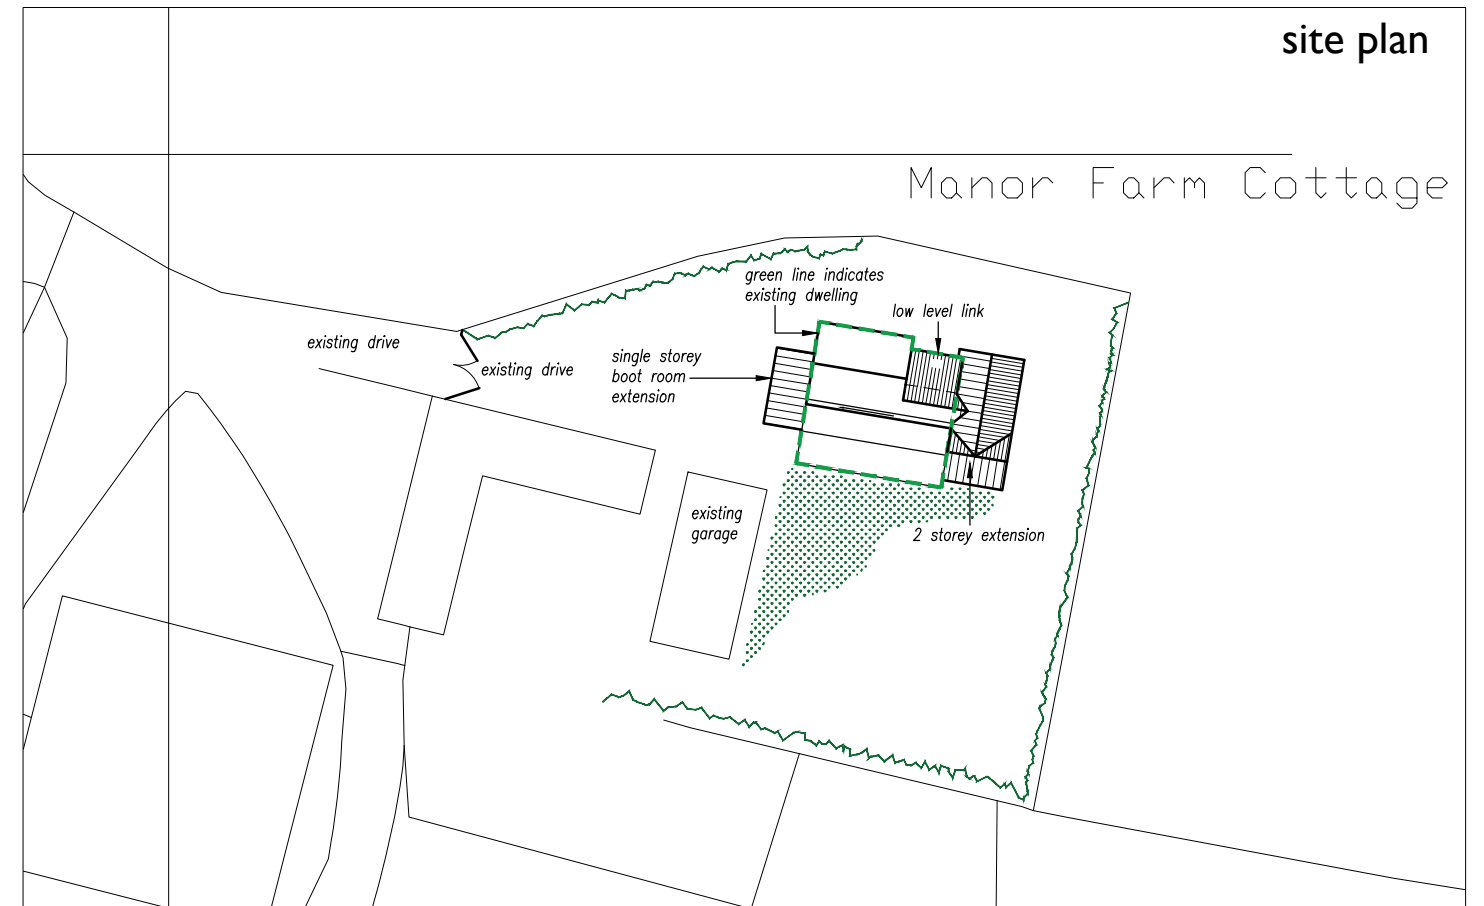 site plan
Manor Farm Cottage
green line indicates
existing dwelling
low level link
existing drive
existing drive
single storey
boot room
extension
existing
garage
2 storey extension